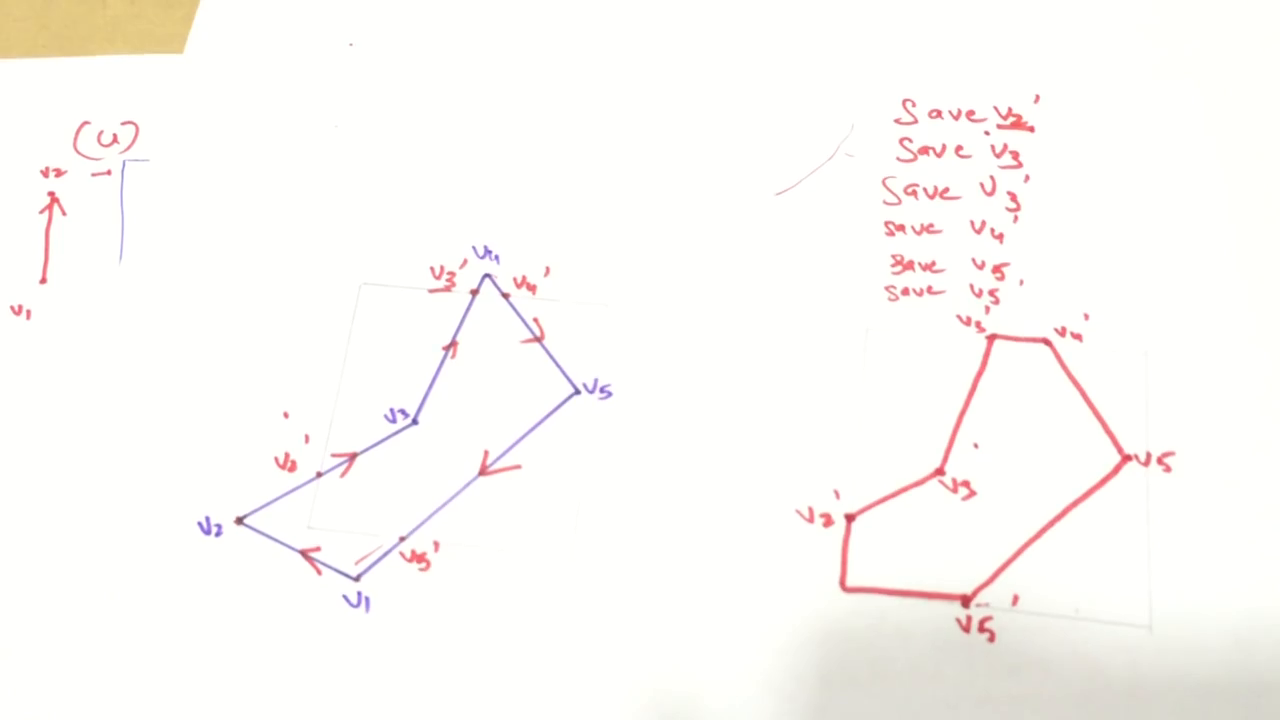 (u)
v2
v1
Save v2'
Save v3
Save v3'
save v4'
save v5
save v5'
v4
v3'
v4'
v5
v3
v2'
v2
v5'
v1
v3'
v4'
v5
v3
v2'
v5'